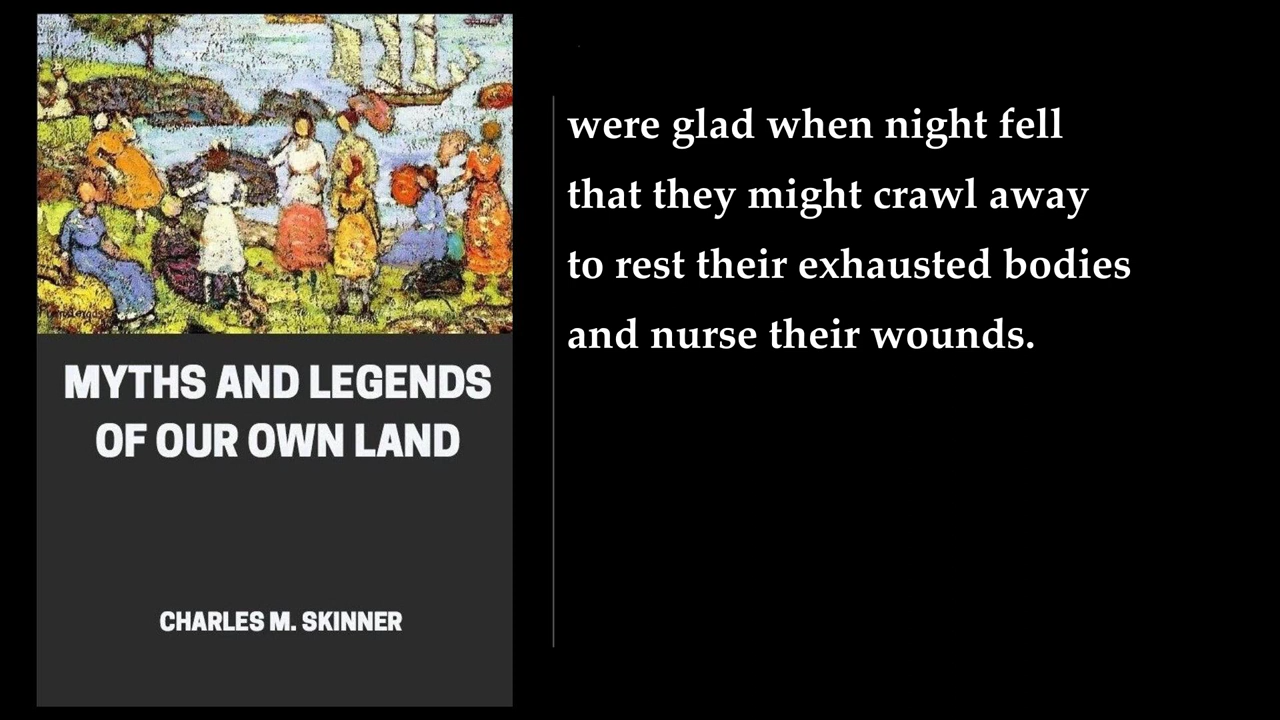 MYTHS AND LEGENDS
OF OUR OWN LAND
CHARLES M. SKINNER
were glad when night fell
that they might crawl away
to rest their exhausted bodies
and nurse their wounds.